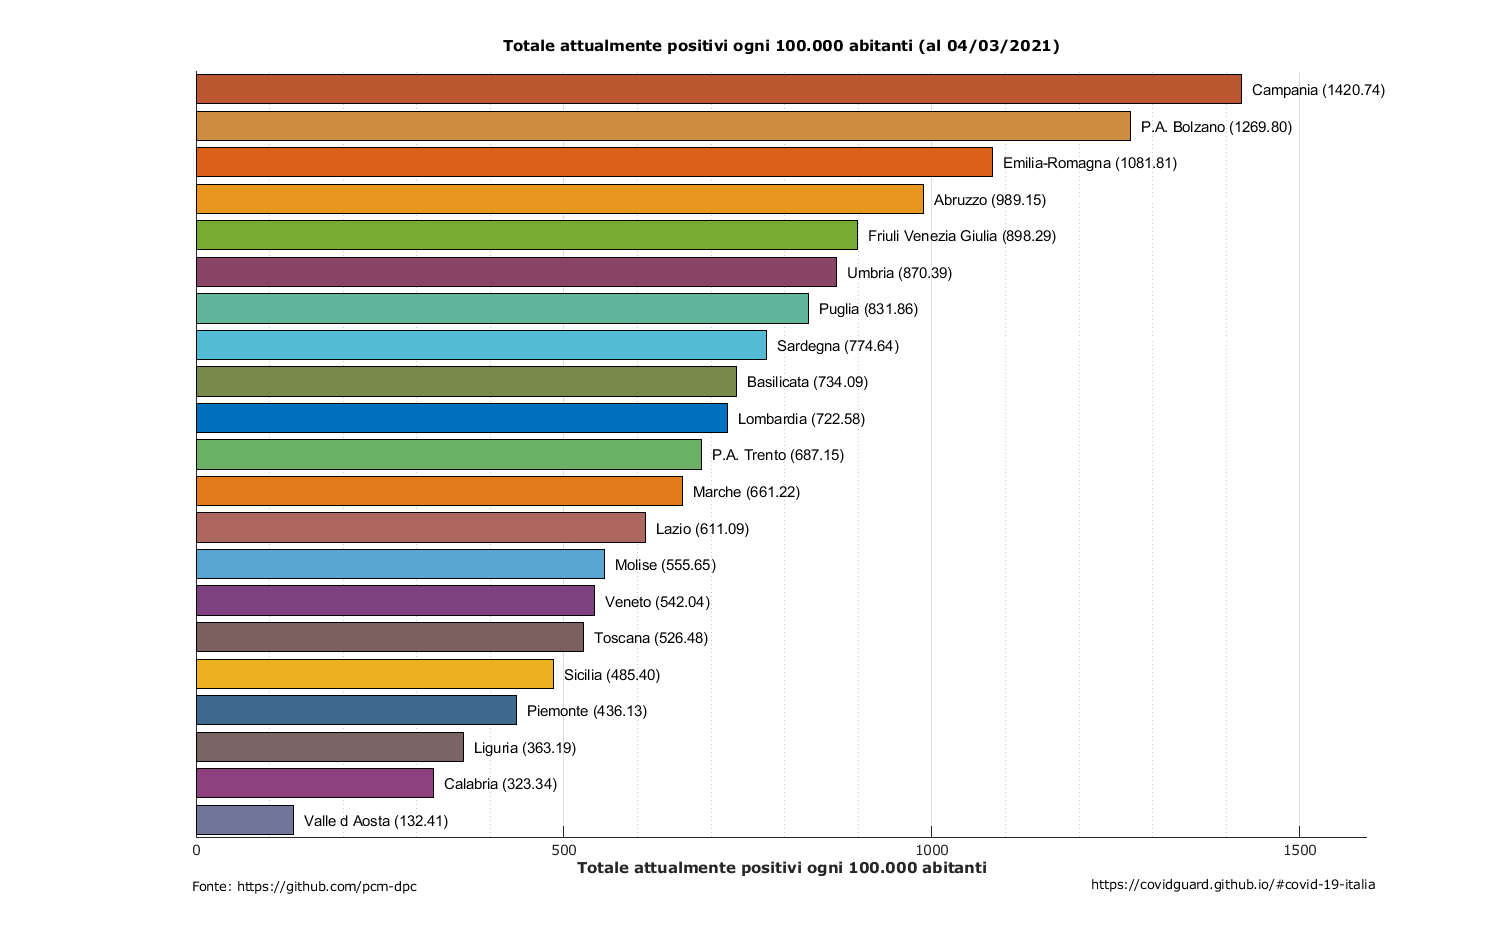 Totale attualmente positivi ogni 100.000 abitanti (al 04/03/2021)
Campania (1420.74)
P.A. Bolzano (1269.80)
Emilia-Romagna (1081.81)
Abruzzo (989.15)
Friuli Venezia Giulia (898.29)
Umbria (870.39)
Puglia (831.86)
Sardegna (774.64)
Basilicata (734.09)
Lombardia (722.58)
P.A. Trento (687.15)
Marche (661.22)
Lazio (611.09)
Molise (555.65)
Veneto (542.04)
Toscana (526.48)
Sicilia (485.40)
Piemonte (436.13)
Liguria (363.19)
Calabria (323.34)
Valle d Aosta (132.41)
0 500 1000 1500
Totale attualmente positivi ogni 100.000 abitanti
Fonte: https://github.com/pcm-dpc
https://covidguard.github.io/#covid-19-italia